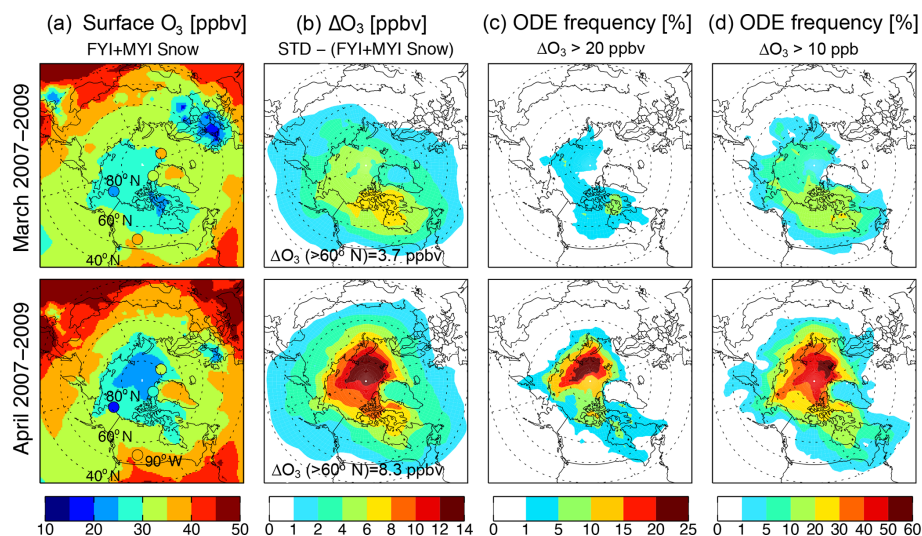 (a) Surface O₃ [ppbv]
FYI+MYI Snow
(b) ΔO₃ [ppbv]
STD – (FYI+MYI Snow)
(c) ODE frequency [%]
ΔO₃ > 20 ppbv
(d) ODE frequency [%]
ΔO₃ > 10 ppb
March 2007–2009
80° N
60° N
40° N
ΔO₃ (>60° N)=3.7 ppbv
April 2007–2009
80° N
60° N
90° W
40° N
ΔO₃ (>60° N)=8.3 ppbv
10 20 30 40 50
0 1 2 4 6 8 10 12 14
0 1 5 10 15 20 25
0 1 5 10 20 30 40 50 60